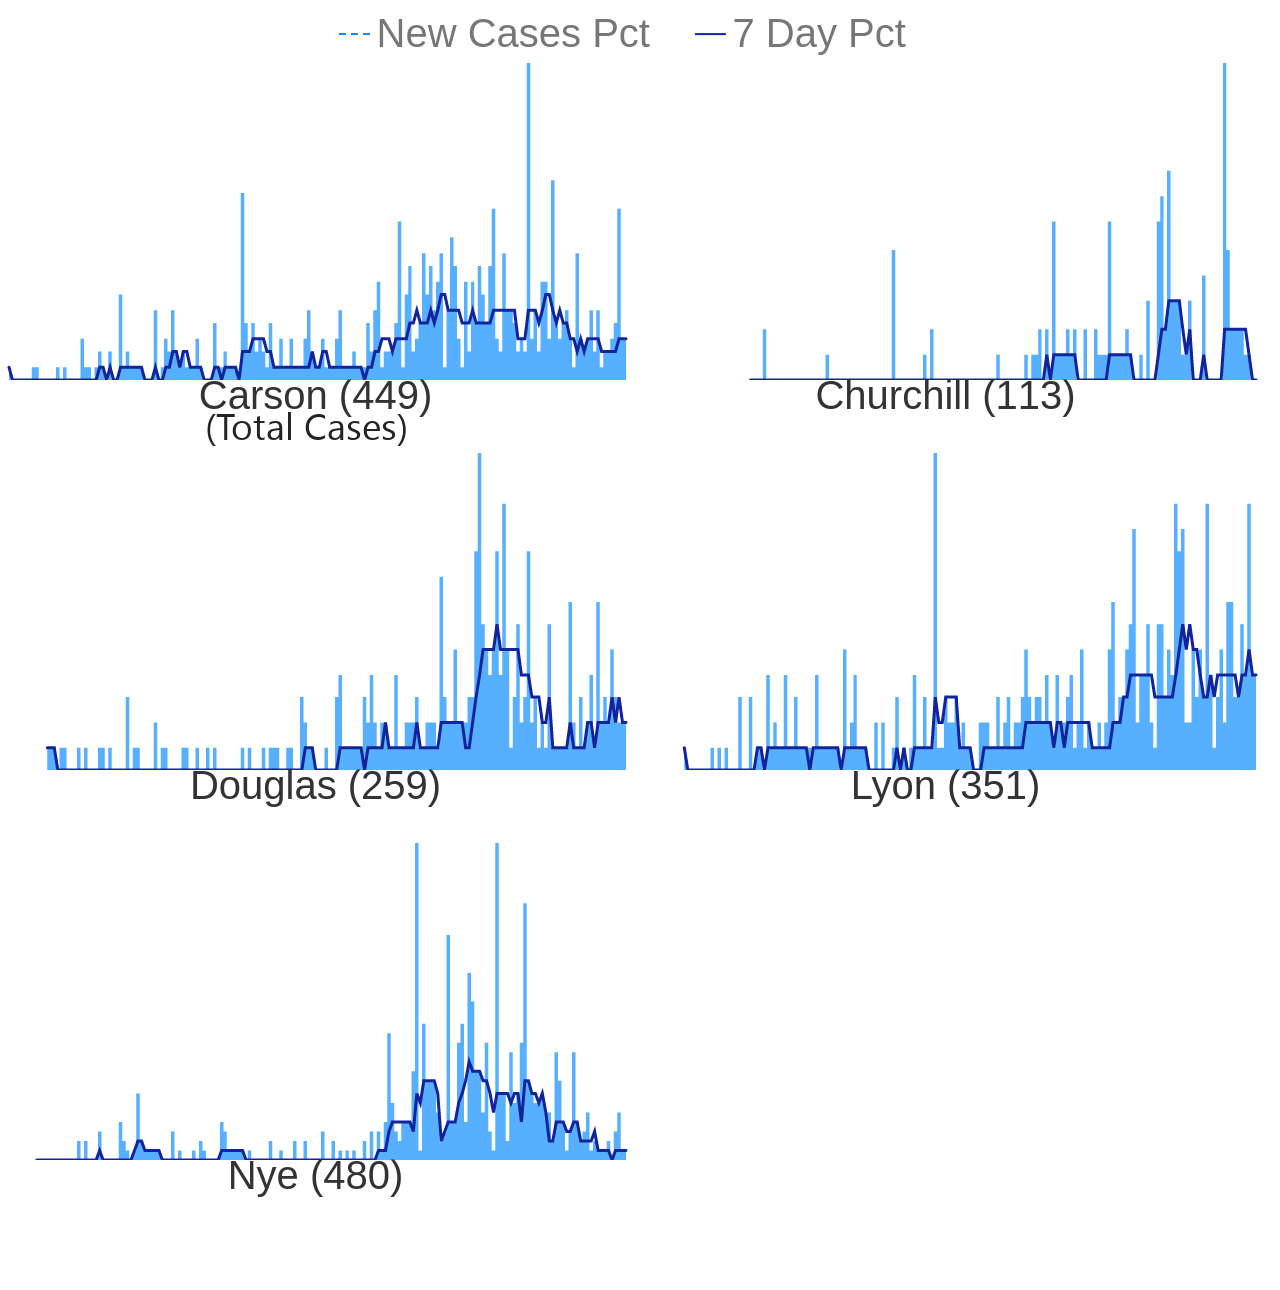 New Cases Pct 7 Day Pct
Carson (449) Churchill (113)
(Total Cases)
Douglas (259) Lyon (351)
Nye (480)